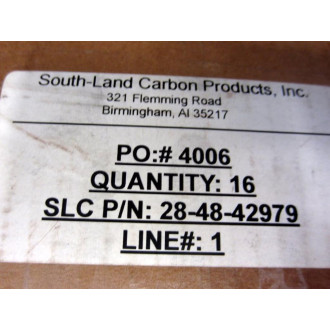 South-Land Carbon Products, Inc.
321 Flemming Road
Birmingham, Al 35217
PO:# 4006
QUANTITY: 16
SLC P/N: 28-48-42979
LINE#: 1